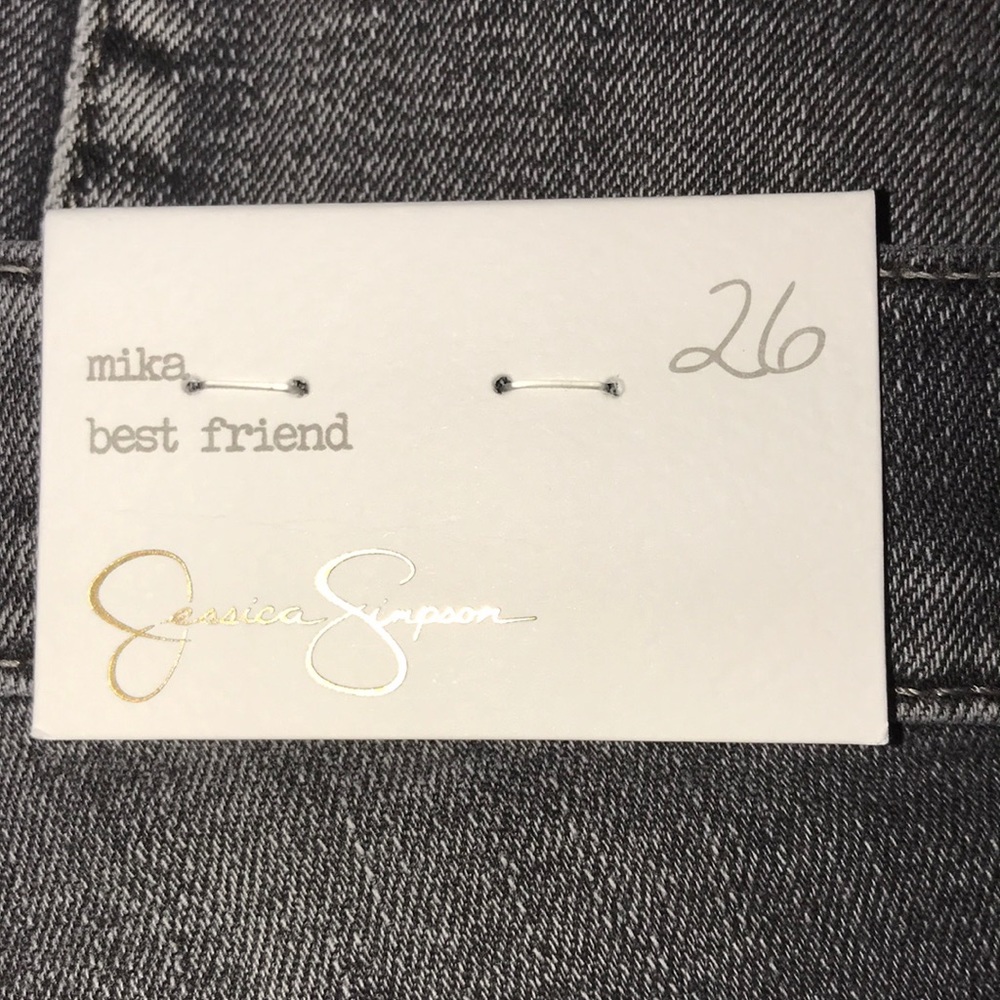 26
mika
best friend
Jessica Simpson